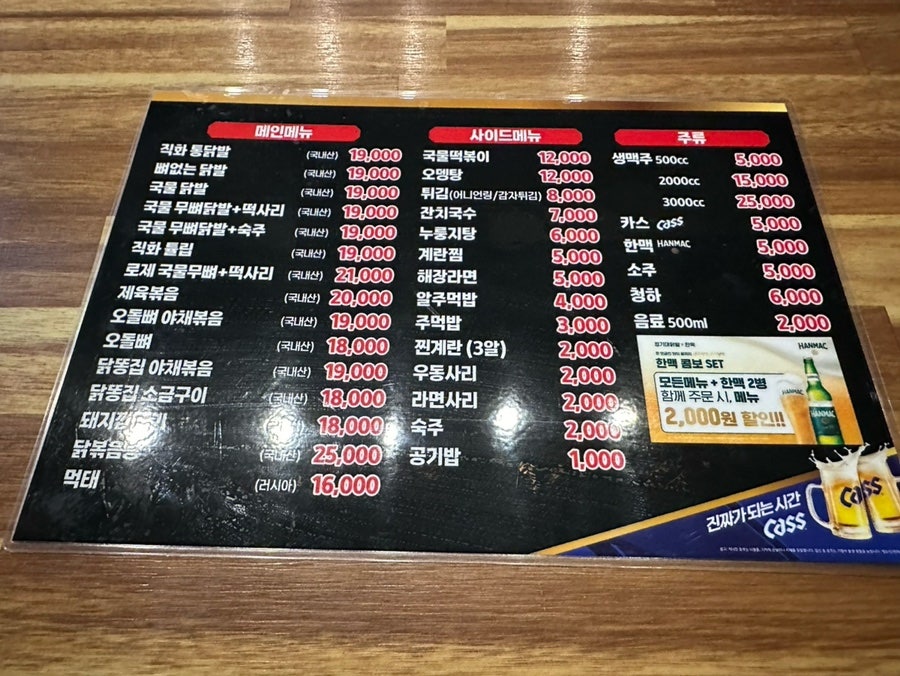 메인메뉴
직화 통닭발 (국내산) 19,000
뼈없는 닭발 (국내산) 19,000
국물 닭발 (국내산) 19,000
국물 무뼈닭발+떡사리 (국내산) 19,000
국물 무뼈닭발+숙주 (국내산) 19,000
직화 튤립 (국내산) 19,000
로제 국물무뼈+떡사리 (국내산) 21,000
제육볶음 (국내산) 20,000
오돌뼈 야채볶음 (국내산) 19,000
오돌뼈 (국내산) 18,000
닭똥집 야채볶음 (국내산) 19,000
닭똥집 소금구이 (국내산) 18,000
(국내산) 18,000
닭볶음탕 (국내산) 25,000
먹태 (러시아) 16,000
사이드메뉴
국물떡볶이 12,000
오뎅탕 12,000
튀김(어니언링/감자튀김) 8,000
잔치국수 7,000
누룽지탕 6,000
계란찜 5,000
해장라면 5,000
알주먹밥 4,000
주먹밥 3,000
찐계란 (3알) 2,000
우동사리 2,000
라면사리 2,000
숙주 2,000
공기밥 1,000
주류
생맥주 500cc 5,000
2000cc 15,000
3000cc 25,000
카스 cass 5,000
한맥 HANMAC 5,000
소주 5,000
청하 6,000
음료 500ml 2,000
한맥 콤보 SET
모든메뉴 + 한맥 2병
함께 주문 시, 메뉴
2,000원 할인!!
HANMAC
HANMAC
HANMAC
진짜가 되는 시간
cass
cass